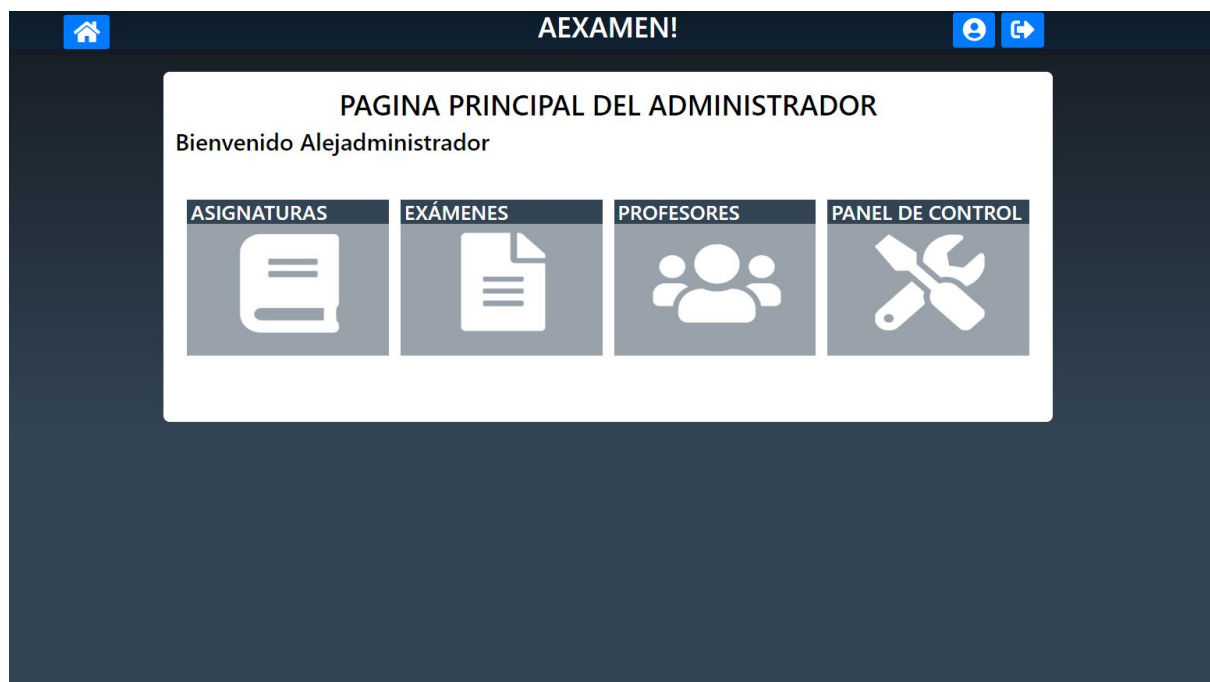 AEXAMEN!
PAGINA PRINCIPAL DEL ADMINISTRADOR
Bienvenido Alejadministrador
ASIGNATURAS
EXÁMENES
PROFESORES
PANEL DE CONTROL